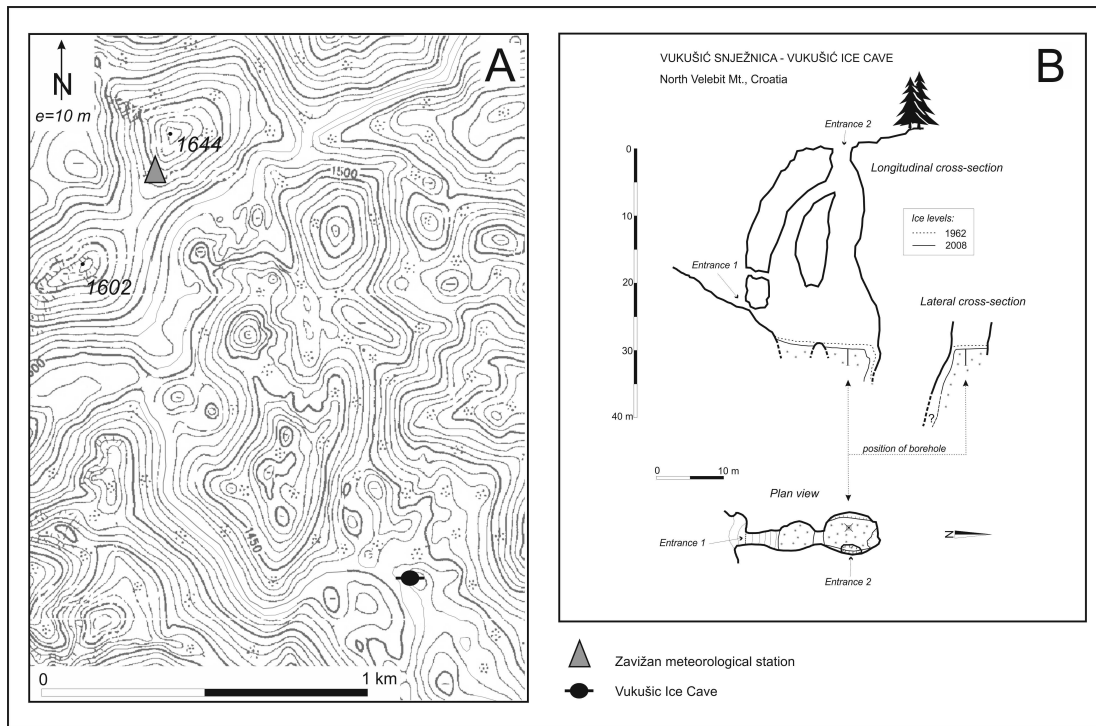 A
N
e=10 m
1644
1500
1602
1450
0
1 km
B
VUKUŠIĆ SNJEŽNICA - VUKUŠIĆ ICE CAVE
North Velebit Mt., Croatia
Entrance 2
0
Longitudinal cross-section
Ice levels:
1962
2008
10
Entrance 1
20
Lateral cross-section
30
40 m
?
position of borehole
0
10 m
Plan view
Entrance 1
N
Entrance 2
Zavižan meteorological station
Vukušic Ice Cave